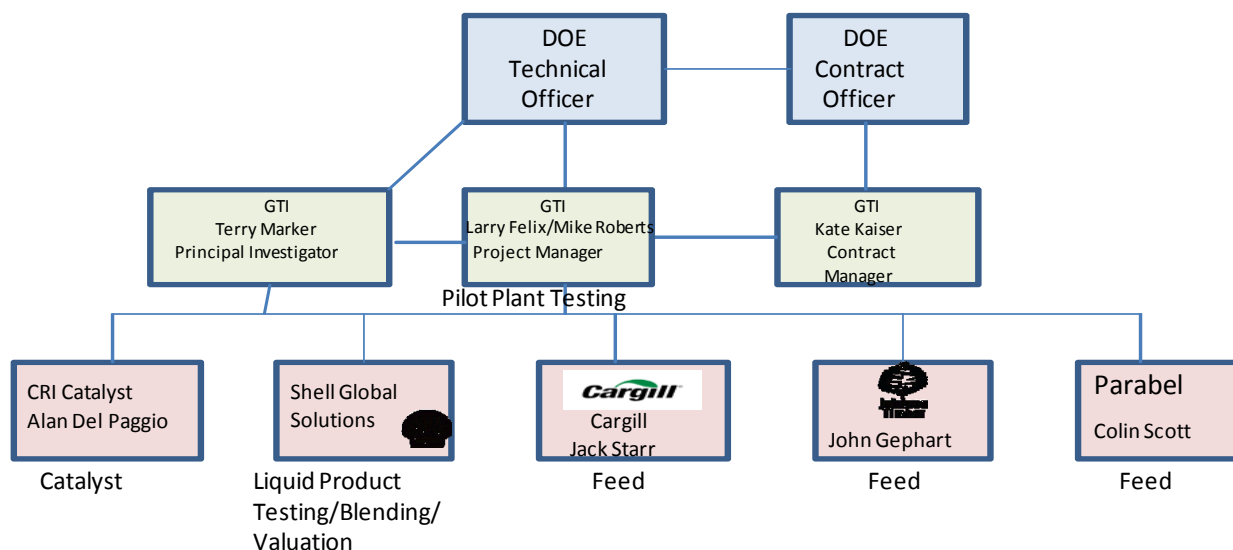 DOE
Technical
Officer
DOE
Contract
Officer
GTI
Terry Marker
Principal Investigator
GTI
Larry Felix/Mike Roberts
Project Manager
GTI
Kate Kaiser
Contract
Manager
Pilot Plant Testing
CRI Catalyst
Alan Del Paggio
Shell Global
Solutions
Cargill
Cargill
Jack Starr
John Gephart
Parabel
Colin Scott
Catalyst
Liquid Product
Testing/Blending/
Valuation
Feed
Feed
Feed